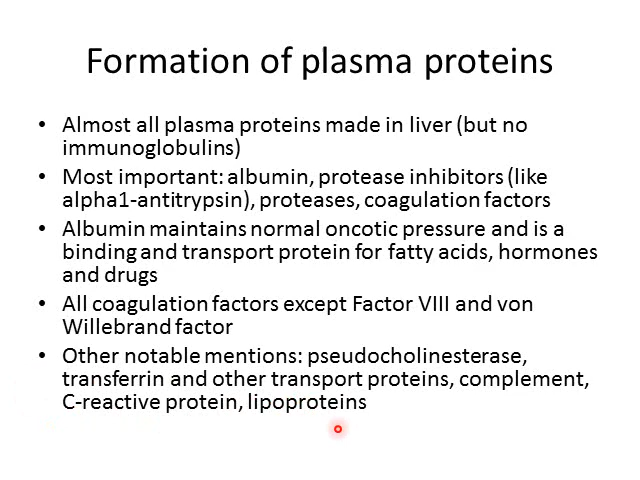 Formation of plasma proteins
• Almost all plasma proteins made in liver (but no
immunoglobulins)
• Most important: albumin, protease inhibitors (like
alpha1-antitrypsin), proteases, coagulation factors
• Albumin maintains normal oncotic pressure and is a
binding and transport protein for fatty acids, hormones
and drugs
• All coagulation factors except Factor VIII and von
Willebrand factor
• Other notable mentions: pseudocholinesterase,
transferrin and other transport proteins, complement,
C-reactive protein, lipoproteins